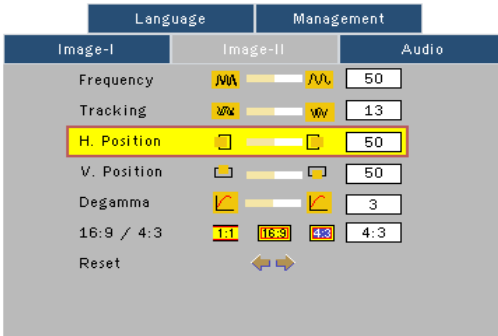 Language Management
Image-I Image-II Audio
Frequency 50
Tracking 13
H. Position 50
V. Position 50
Degamma 3
16:9 / 4:3 1:1 16:9 4:3 4:3
Reset